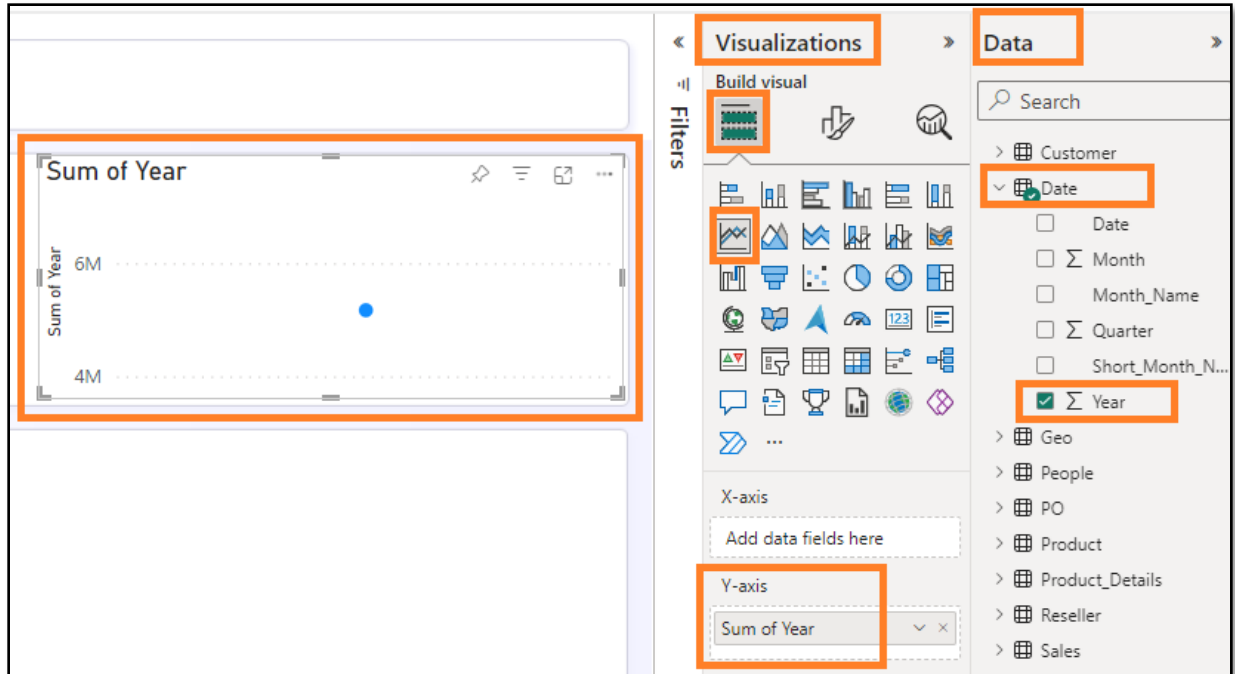 Sum of Year
Sum of Year
6M
4M
Filters
Visualizations
Build visual
123
X-axis
Add data fields here
Y-axis
Sum of Year
Data
Search
Customer
Date
Date
Σ Month
Month_Name
Σ Quarter
Short_Month_N...
Σ Year
Geo
People
PO
Product
Product_Details
Reseller
Sales